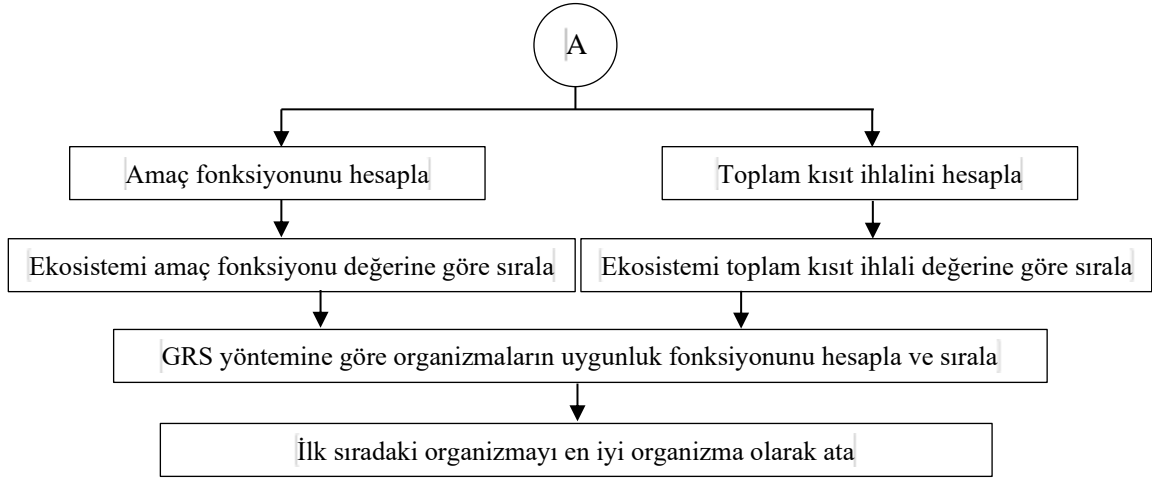 A
Amaç fonksiyonunu hesapla
Toplam kısıt ihlalini hesapla
Ekosistemi amaç fonksiyonu değerine göre sırala
Ekosistemi toplam kısıt ihlali değerine göre sırala
GRS yöntemine göre organizmaların uygunluk fonksiyonunu hesapla ve sırala
İlk sıradaki organizmayı en iyi organizma olarak ata